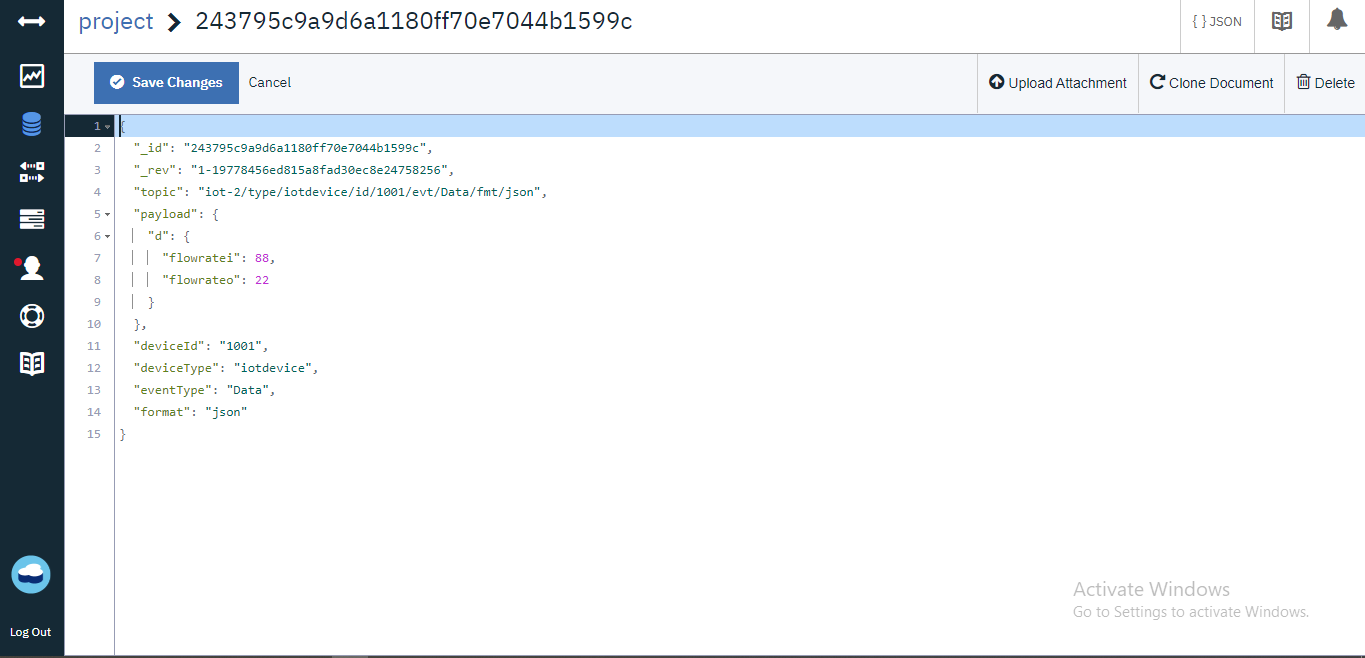 project > 243795c9a9d6a1180ff70e7044b1599c
{ } JSON
Save Changes
Cancel
Upload Attachment
Clone Document
Delete
1 {
2 "_id": "243795c9a9d6a1180ff70e7044b1599c",
3 "_rev": "1-19778456ed815a8fad30ec8e24758256",
4 "topic": "iot-2/type/iotdevice/id/1001/evt/Data/fmt/json",
5 "payload": {
6 "d": {
7 "flowratei": 88,
8 "flowrateo": 22
9 }
10 },
11 "deviceId": "1001",
12 "deviceType": "iotdevice",
13 "eventType": "Data",
14 "format": "json"
15 }
Activate Windows
Go to Settings to activate Windows.
Log Out